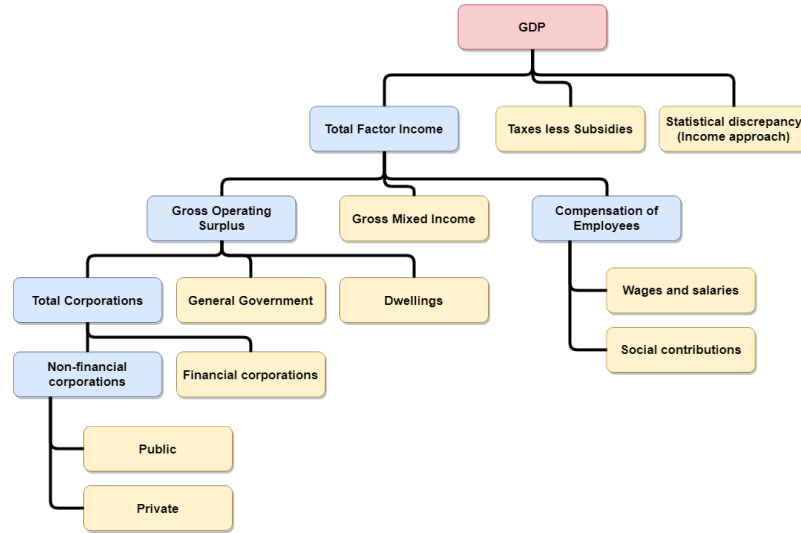 GDP
Total Factor Income
Taxes less Subsidies
Statistical discrepancy
(Income approach)
Gross Operating
Surplus
Gross Mixed Income
Compensation of
Employees
Total Corporations
General Government
Dwellings
Wages and salaries
Social contributions
Non-financial
corporations
Financial corporations
Public
Private